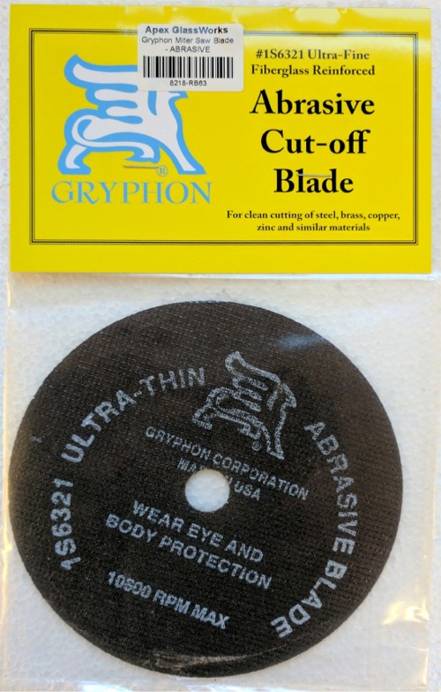 Apex GlassWorks
Gryphon Miter Saw Blade
- ABRASIVE
8218-RB63
GRYPHON
®
#1S6321 Ultra-Fine
Fiberglass Reinforced
Abrasive
Cut-off
Blade
For clean cutting of steel, brass, copper,
zinc and similar materials
1S6321 ULTRA-THIN
ABRASIVE BLADE
GRYPHON CORPORATION
USA
WEAR EYE AND
BODY PROTECTION
RPM MAX